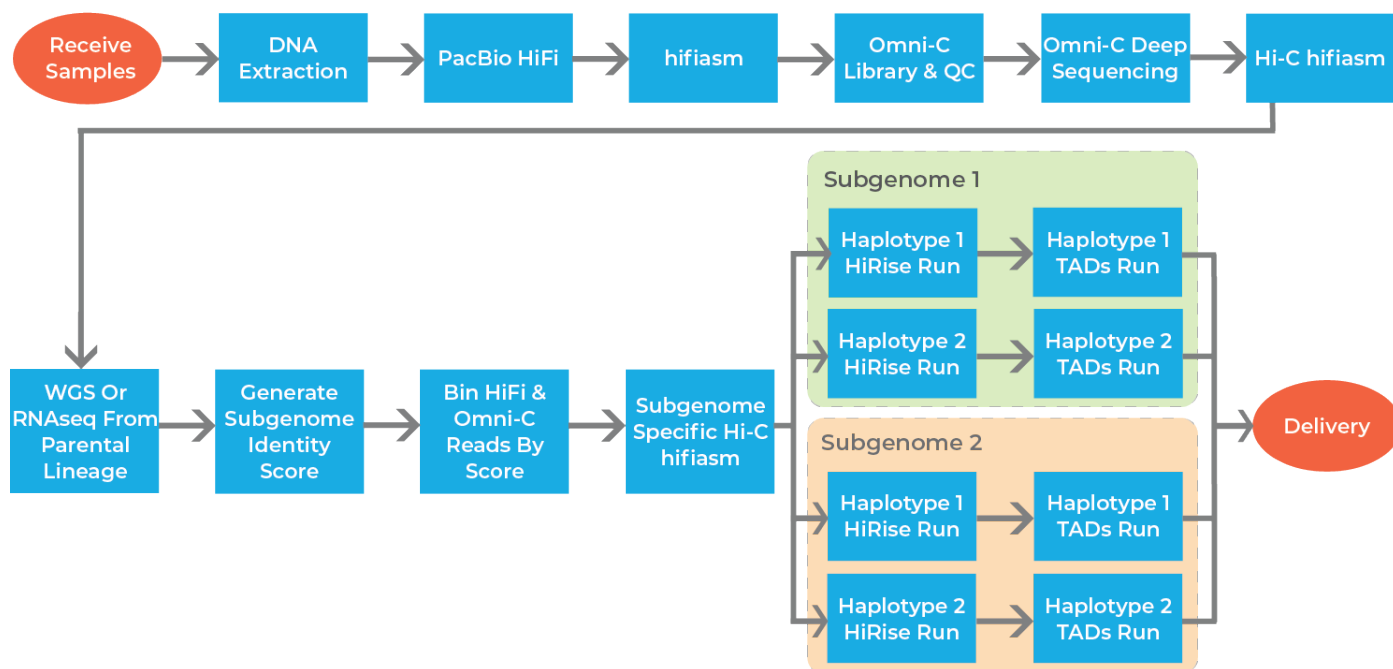 Receive
Samples
DNA
Extraction
PacBio HiFi
hifiasm
Omni-C
Library & QC
Omni-C Deep
Sequencing
Hi-C hifiasm
WGS Or
RNAseq From
Parental
Lineage
Generate
Subgenome
Identity
Score
Bin HiFi &
Omni-C
Reads By
Score
Subgenome
Specific Hi-C
hifiasm
Subgenome 1
Haplotype 1
HiRise Run
Haplotype 1
TADs Run
Haplotype 2
HiRise Run
Haplotype 2
TADs Run
Subgenome 2
Haplotype 1
HiRise Run
Haplotype 1
TADs Run
Haplotype 2
HiRise Run
Haplotype 2
TADs Run
Delivery